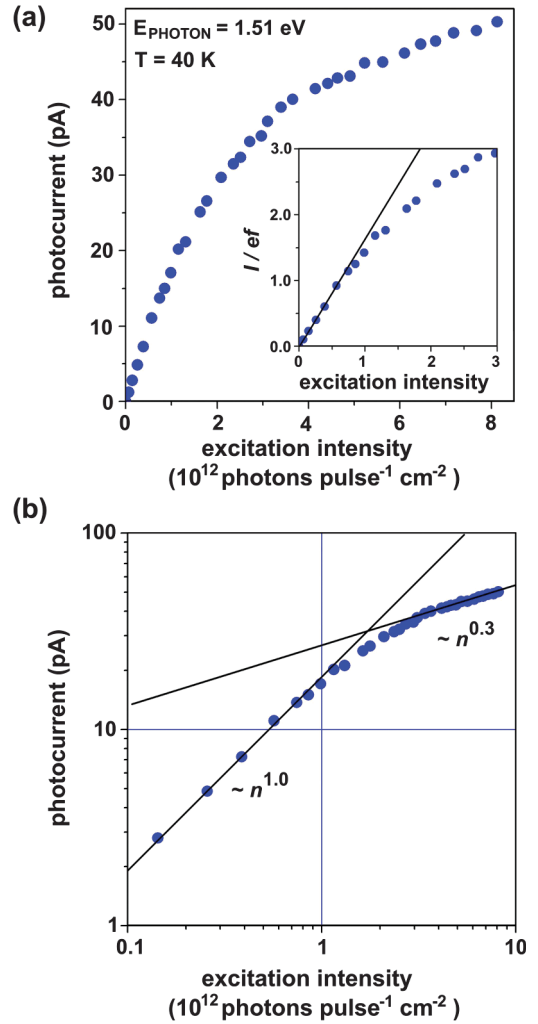 (a)
E_PHOTON = 1.51 eV
T = 40 K
photocurrent (pA)
50
40
30
20
10
0
0
2
4
6
8
I / ef
3.0
2.0
1.0
0.0
0
1
2
3
excitation intensity
excitation intensity
(10¹² photons pulse⁻¹ cm⁻² )
(b)
photocurrent (pA)
100
10
1
~ n⁰·³
~ n¹·⁰
0.1
1
10
excitation intensity
(10¹² photons pulse⁻¹ cm⁻² )